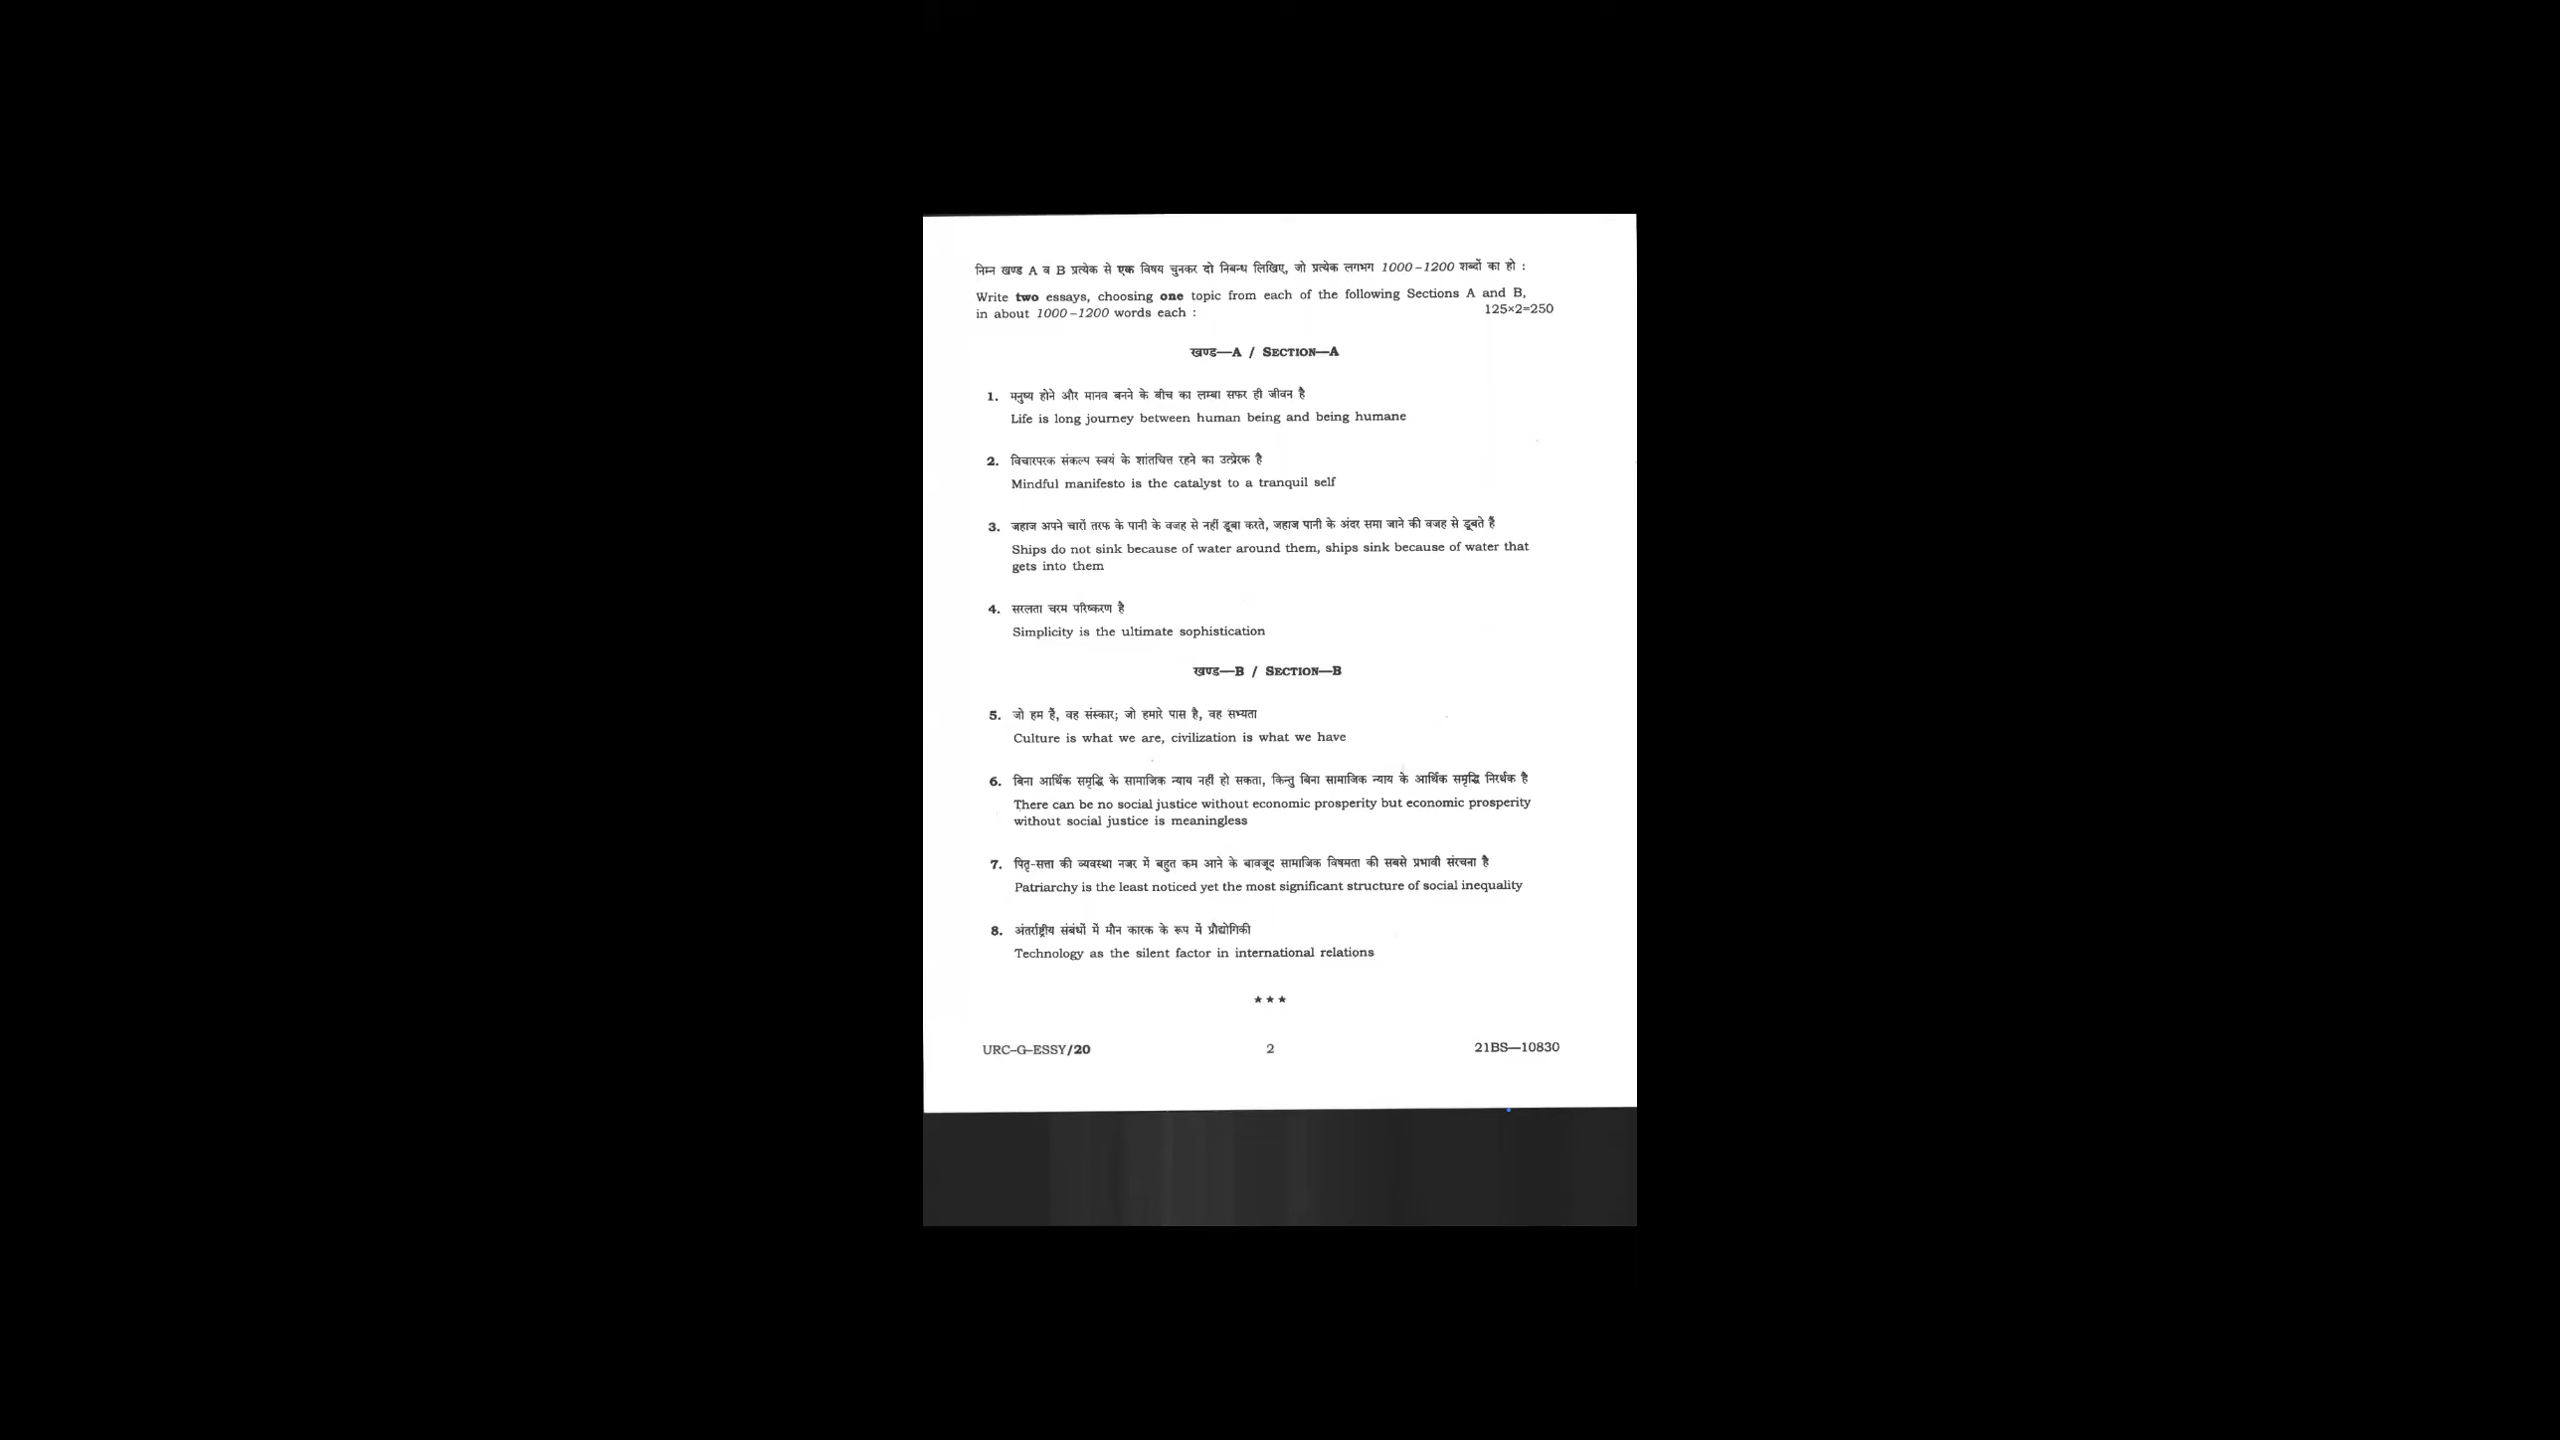 निम्न खण्ड A व B प्रत्येक से एक विषय चुनकर दो निबन्ध लिखिए, जो प्रत्येक लगभग 1000–1200 शब्दों का हो :
Write two essays, choosing one topic from each of the following Sections A and B,
in about 1000–1200 words each : 125×2=250
खण्ड—A / SECTION—A
1. मनुष्य होने और मानव बनने के बीच का लम्बा सफर ही जीवन है
Life is long journey between human being and being humane
2. विचारपरक संकल्प स्वयं के शांतचित्त रहने का उत्प्रेरक है
Mindful manifesto is the catalyst to a tranquil self
3. जहाज अपने चारों तरफ के पानी के वजह से नहीं डूबा करते, जहाज पानी के अंदर समा जाने की वजह से डूबते हैं
Ships do not sink because of water around them, ships sink because of water that
gets into them
4. सरलता चरम परिष्करण है
Simplicity is the ultimate sophistication
खण्ड—B / SECTION—B
5. जो हम हैं, वह संस्कार; जो हमारे पास है, वह सभ्यता
Culture is what we are, civilization is what we have
6. बिना आर्थिक समृद्धि के सामाजिक न्याय नहीं हो सकता, किन्तु बिना सामाजिक न्याय के आर्थिक समृद्धि निरर्थक है
There can be no social justice without economic prosperity but economic prosperity
without social justice is meaningless
7. पितृ-सत्ता की व्यवस्था नजर में बहुत कम आने के बावजूद सामाजिक विषमता की सबसे प्रभावी संरचना है
Patriarchy is the least noticed yet the most significant structure of social inequality
8. अंतर्राष्ट्रीय संबंधों में मौन कारक के रूप में प्रौद्योगिकी
Technology as the silent factor in international relations
★ ★ ★
URC–G–ESSY/20 2 21BS—10830